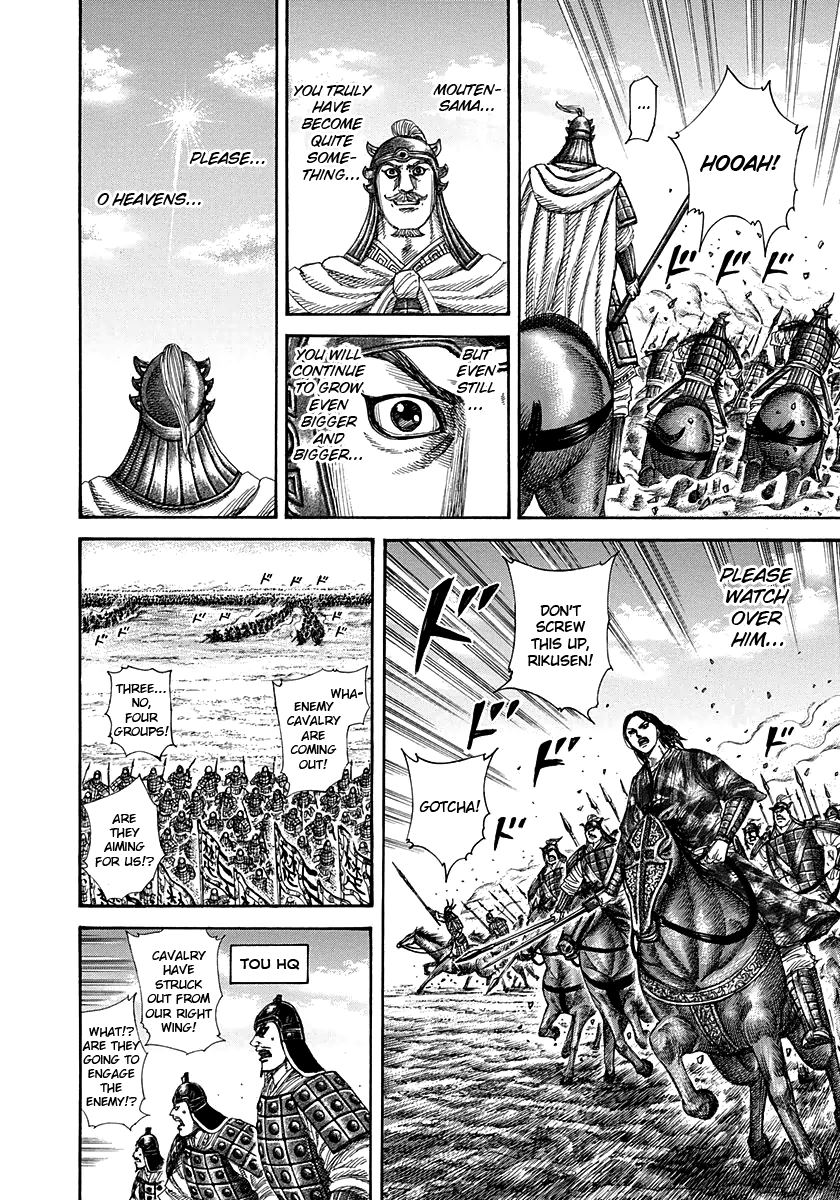 HOOAH!
...
ドドド
MOUTEN-
SAMA...
YOU TRULY
HAVE
BECOME
QUITE
SOME-
THING...
BUT
EVEN
STILL
...
YOU WILL
CONTINUE
TO GROW
EVEN
BIGGER
AND
BIGGER...
PLEASE...
O HEAVENS...
PLEASE
WATCH
OVER
HIM...
DON'T
SCREW
THIS UP,
RIKUSEN!
GOTCHA!
ド
ド
ド
ド
ド
ドドド
ドドド
ド
WHA-
ENEMY
CAVALRY
ARE
COMING
OUT!
THREE...
NO,
FOUR
GROUPS!
ARE
THEY
AIMING
FOR US!?
TOU HQ
CAVALRY
HAVE
STRUCK
OUT FROM
OUR RIGHT
WING!
WHAT!?
ARE THEY
GOING TO
ENGAGE
THE
ENEMY!?